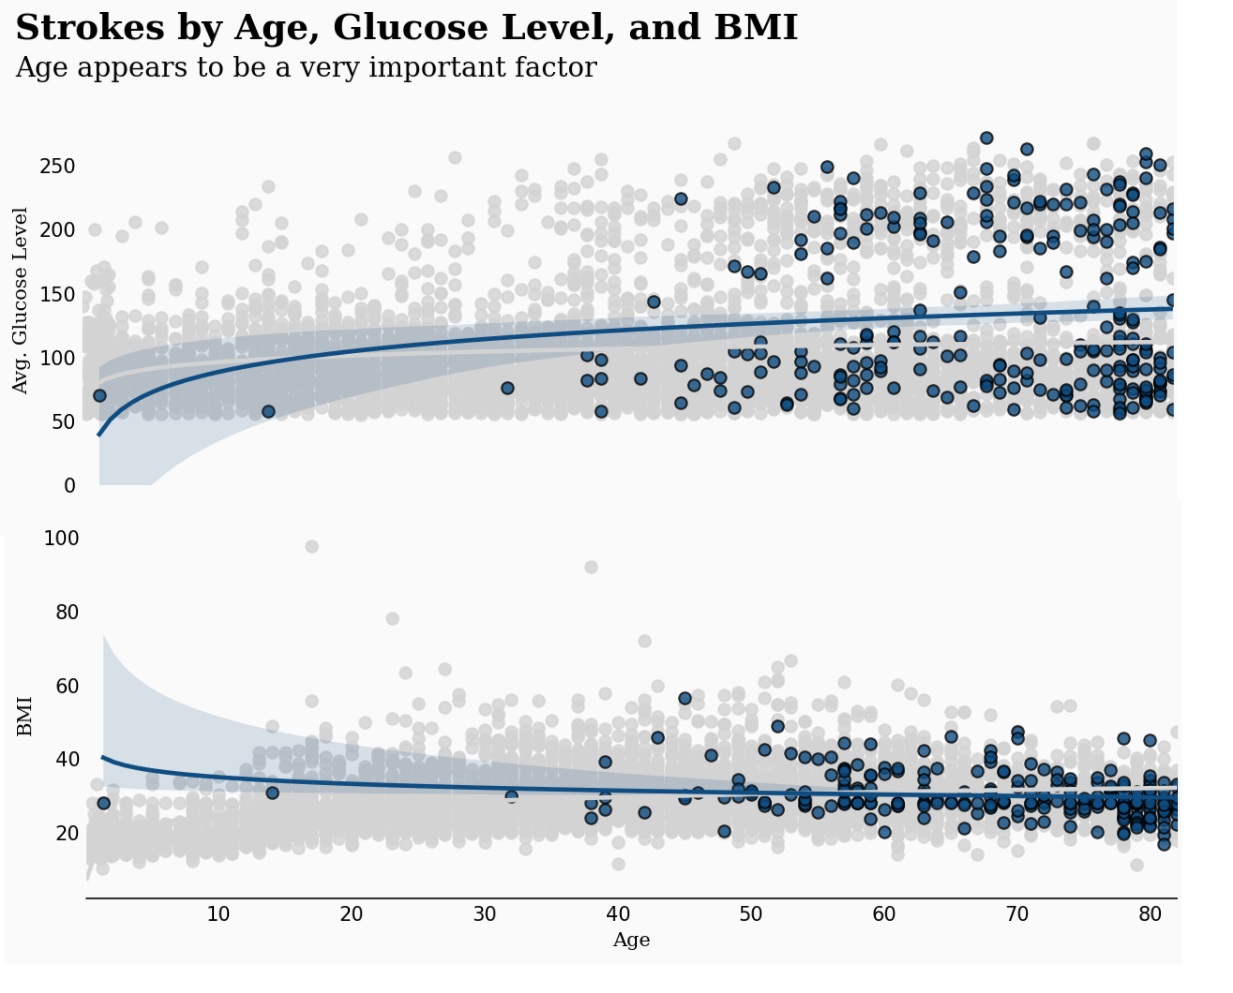 Strokes by Age, Glucose Level, and BMI
Age appears to be a very important factor
Avg. Glucose Level
250
200
150
100
50
0
BMI
100
80
60
40
20
10 20 30 40 50 60 70 80
Age